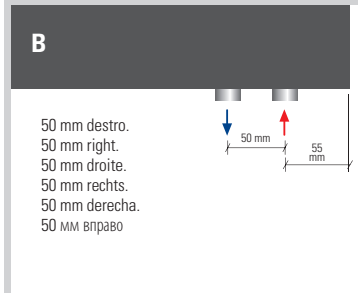 B
50 mm
55
mm
50 mm destro.
50 mm right.
50 mm droite.
50 mm rechts.
50 mm derecha.
50 мм вправо